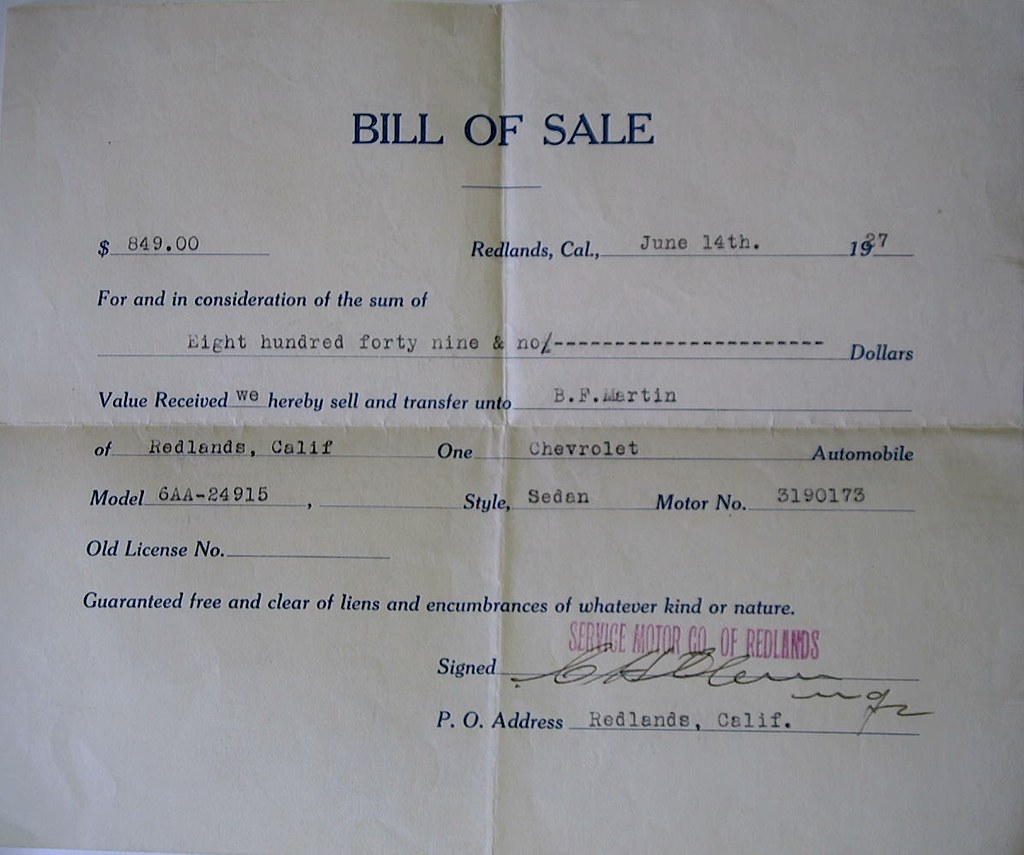 BILL OF SALE
$ 849.00 Redlands, Cal., June 14th. 1927
For and in consideration of the sum of
Eight hundred forty nine & no/---------------------- Dollars
Value Received we hereby sell and transfer unto B.F.Martin
of Redlands, Calif One Chevrolet Automobile
Model 6AA-24915 , Style, Sedan Motor No. 3190173
Old License No.
Guaranteed free and clear of liens and encumbrances of whatever kind or nature.
SERVICE MOTOR CO. OF REDLANDS
Signed
P. O. Address Redlands, Calif.